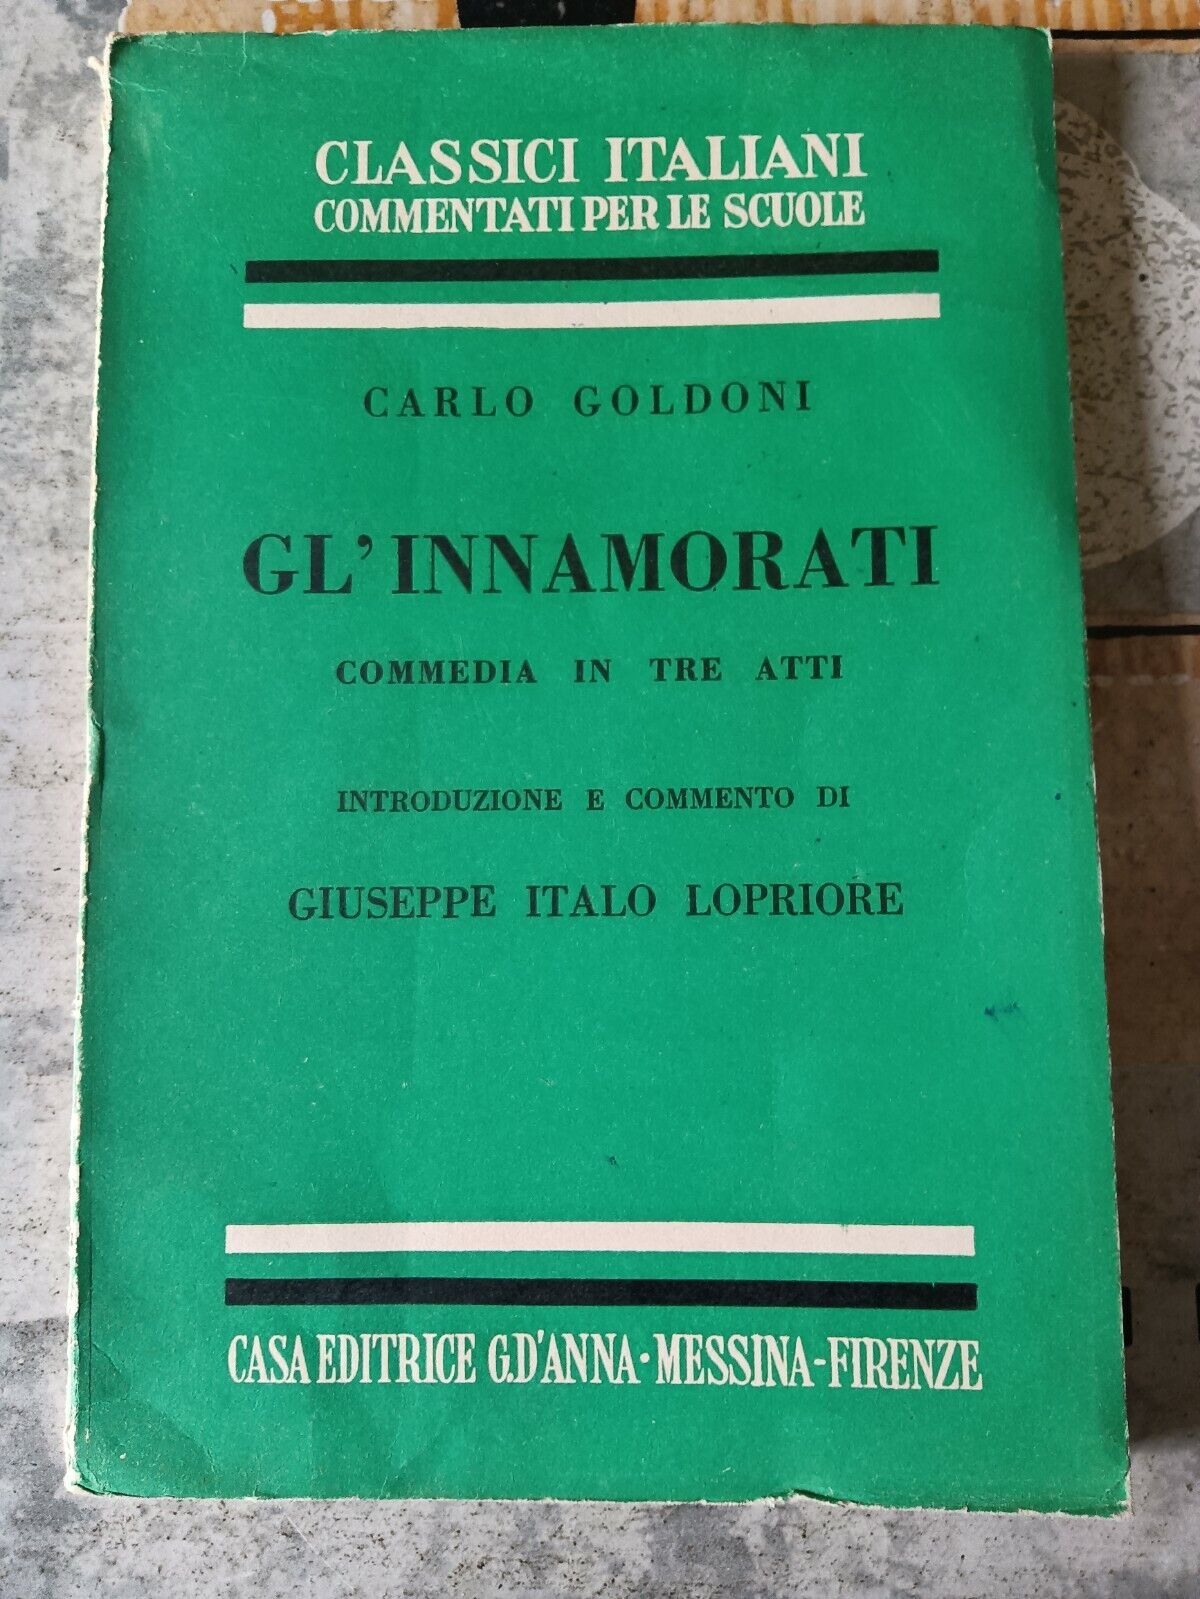 CLASSICI ITALIANI
COMMENTATI PER LE SCUOLE
CARLO GOLDONI
GL'INNAMORATI
COMMEDIA IN TRE ATTI
INTRODUZIONE E COMMENTO DI
GIUSEPPE ITALO LOPRIORE
CASA EDITRICE G.D'ANNA·MESSINA-FIRENZE